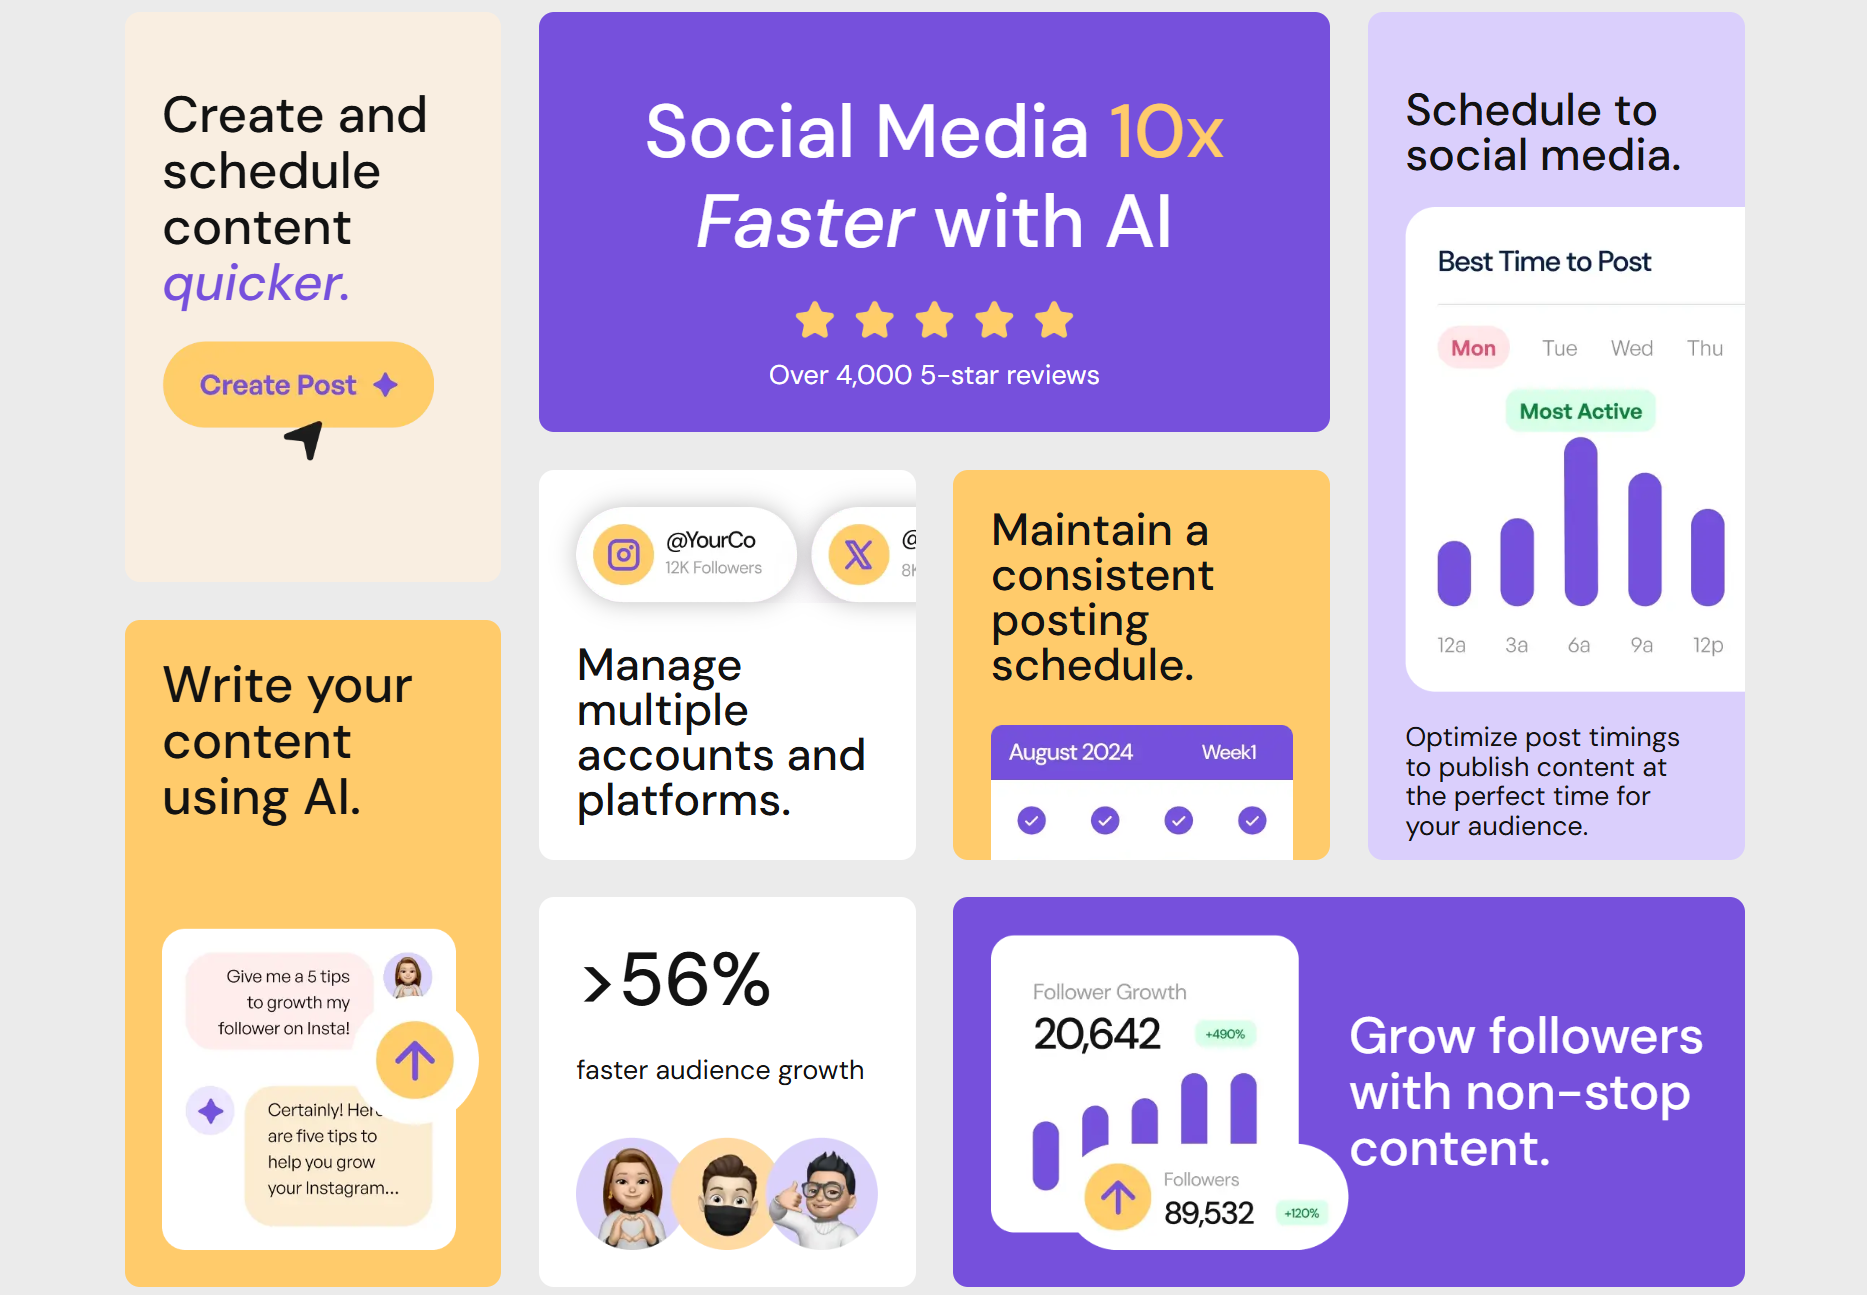 Create and
schedule
content
quicker.
Create Post
Social Media 10x
Faster with AI
Over 4,000 5-star reviews
Schedule to
social media.
Best Time to Post
Mon Tue Wed Thu
Most Active
12a 3a 6a 9a 12p
Optimize post timings
to publish content at
the perfect time for
your audience.
@YourCo
12K Followers
@
8K
Manage
multiple
accounts and
platforms.
Maintain a
consistent
posting
schedule.
August 2024 Week1
Write your
content
using AI.
Give me a 5 tips
to growth my
follower on Insta!
Certainly! Here
are five tips to
help you grow
your Instagram...
>56%
faster audience growth
Follower Growth
20,642 +490%
Followers
89,532 +120%
Grow followers
with non-stop
content.